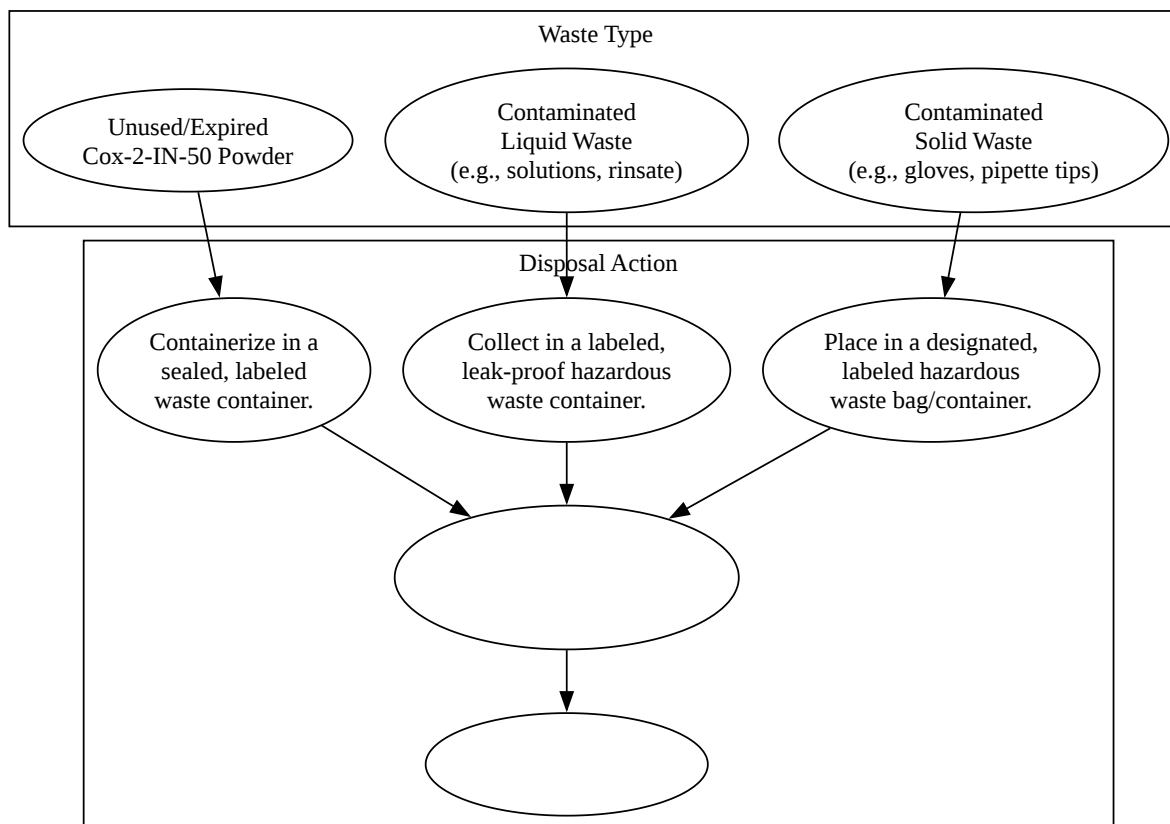 Waste Type
Unused/Expired
Cox-2-IN-50 Powder
Contaminated
Liquid Waste
(e.g., solutions, rinsate)
Contaminated
Solid Waste
(e.g., gloves, pipette tips)
Disposal Action
Containerize in a
sealed, labeled
waste container.
Collect in a labeled,
leak-proof hazardous
waste container.
Place in a designated,
labeled hazardous
waste bag/container.